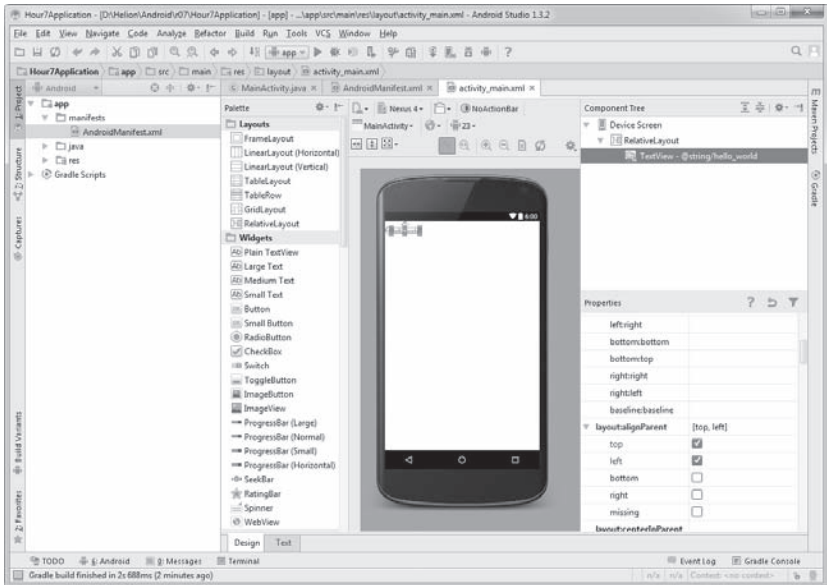 Hour7Application - [D:\Helion\Android\r07\Hour7Application] - [app] - ...\app\src\main\res\layout\activity_main.xml - Android Studio 1.3.2
File Edit View Navigate Code Analyze Refactor Build Run Tools VCS Window Help
app
Hour7Application app src main res layout activity_main.xml
Android
MainActivity.java AndroidManifest.xml activity_main.xml
1: Project
7: Structure
Captures
Build Variants
2: Favorites
app
manifests
AndroidManifest.xml
java
res
Gradle Scripts
Palette
Layouts
FrameLayout
LinearLayout (Horizontal)
LinearLayout (Vertical)
TableLayout
TableRow
GridLayout
RelativeLayout
Widgets
Plain TextView
Large Text
Medium Text
Small Text
Button
Small Button
RadioButton
CheckBox
Switch
ToggleButton
ImageButton
ImageView
ProgressBar (Large)
ProgressBar (Normal)
ProgressBar (Small)
ProgressBar (Horizontal)
SeekBar
RatingBar
Spinner
WebView
Design Text
Nexus 4 NoActionBar
MainActivity 23
6:00
Component Tree
Device Screen
RelativeLayout
TextView - @string/hello_world
Properties
left:right
bottom:bottom
bottom:top
right:right
right:left
baseline:baseline
layout:alignParent [top, left]
top
left
bottom
right
missing
layout:centerInParent
Maven Projects
Gradle
TODO 6: Android 0: Messages Terminal Event Log Gradle Console
Gradle build finished in 2s 688ms (2 minutes ago) n/a n/a Context: <no context>